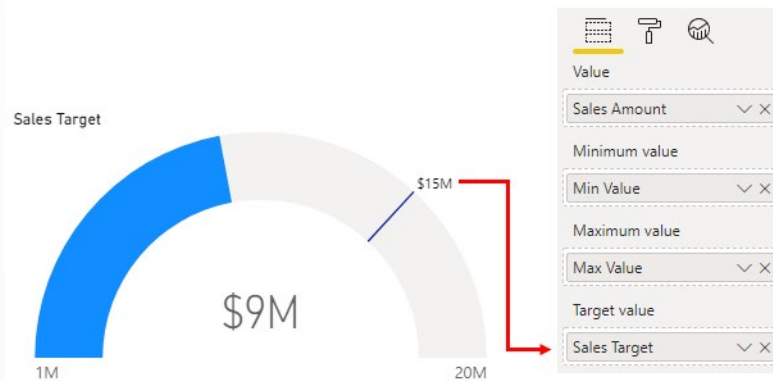 Sales Target
$15M
$9M
1M
20M
Value
Sales Amount
Minimum value
Min Value
Maximum value
Max Value
Target value
Sales Target